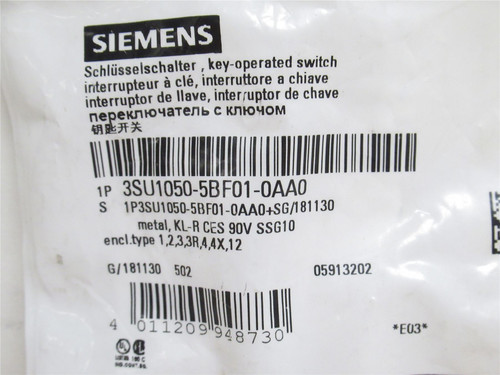 SIEMENS
Schlüsselschalter , key-operated switch
interrupteur à clé, interruttore a chiave
interruptor de llave, interruptor de chave
переключатель с ключом
钥匙开关
1P 3SU1050-5BF01-0AA0
S 1P3SU1050-5BF01-0AA0+SG/181130
metal, KL-R CES 90V SSG10
encl.type 1,2,3,3R,4,4X,12
G/181130 502 05913202
4 011209 948730
*E03*